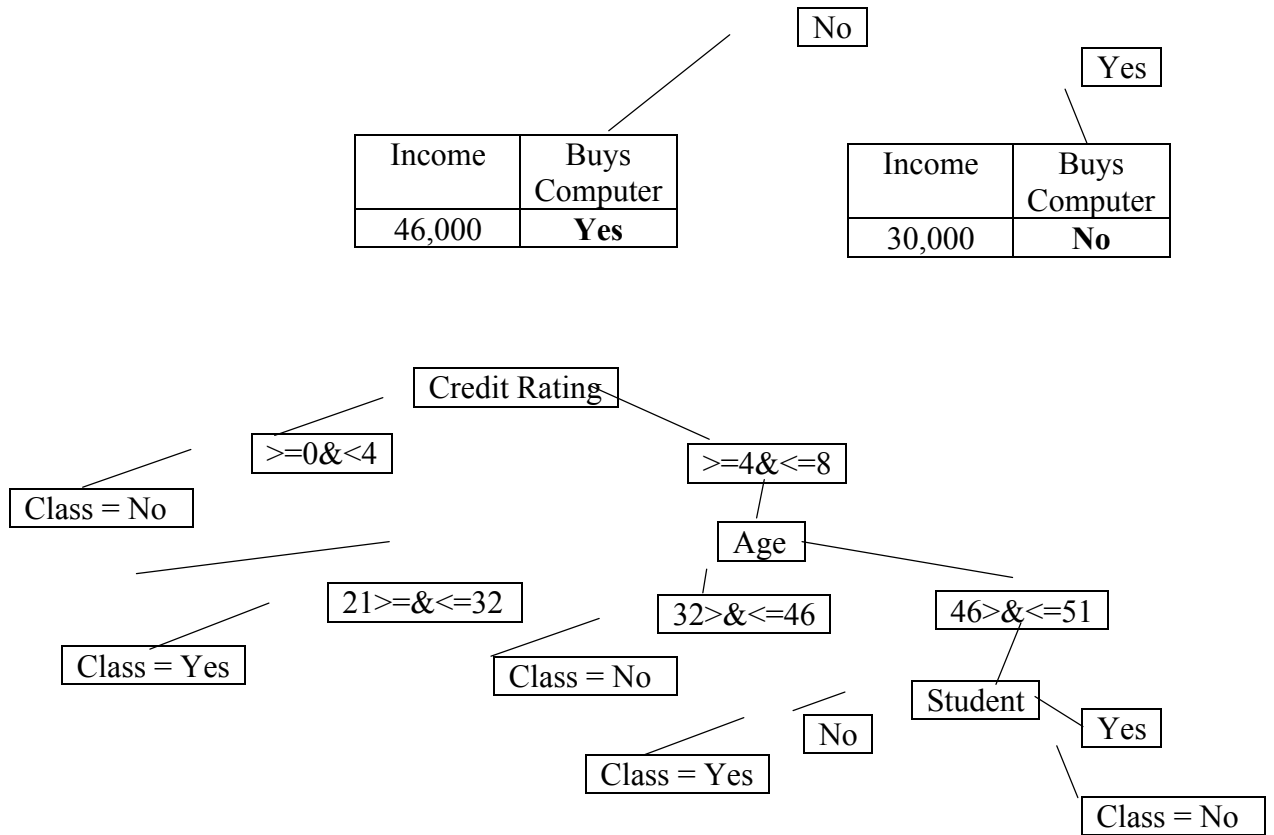 No
Yes
Income
Buys
Computer
46,000
Yes
Income
Buys
Computer
30,000
No
Credit Rating
>=0&<4
>=4&<=8
Class = No
Age
21>=&<=32
32>&<=46
46>&<=51
Class = Yes
Class = No
Student
No
Yes
Class = Yes
Class = No